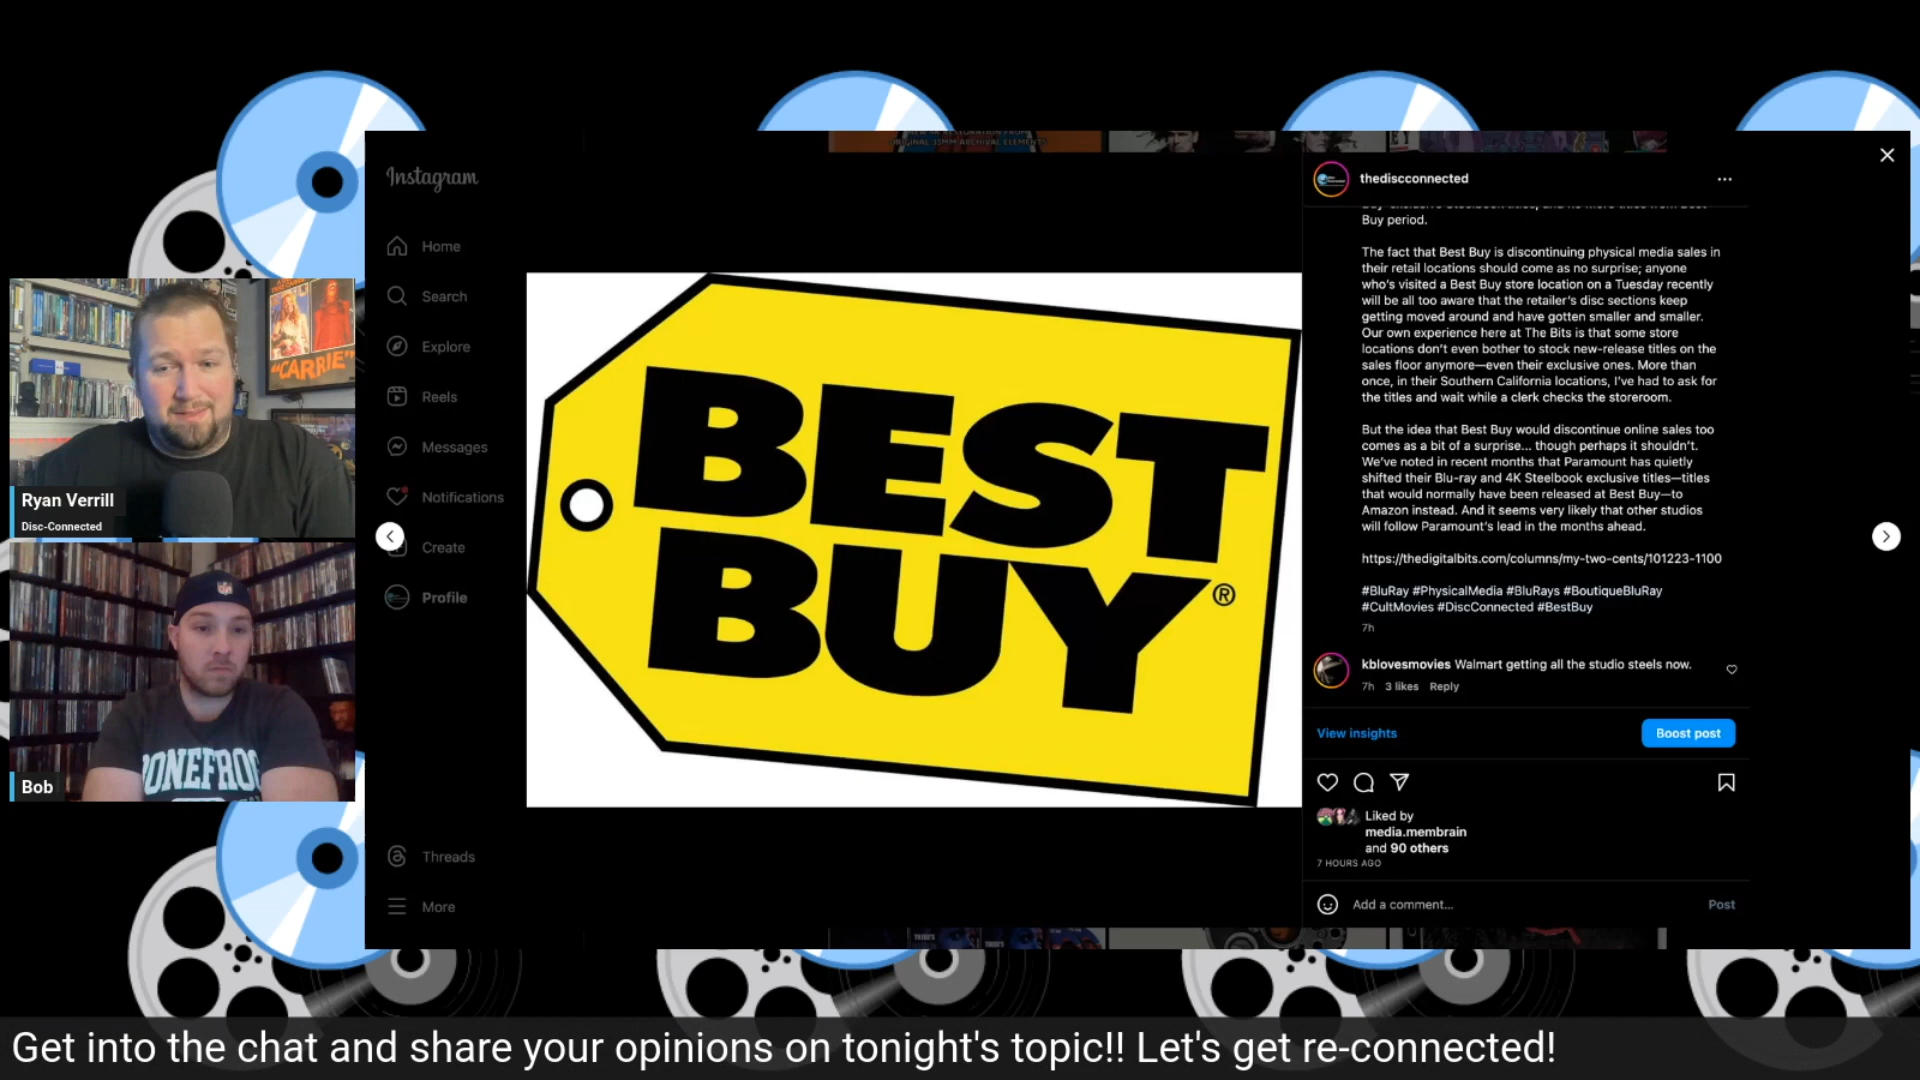 NEW 4K RESTORATION FROM
ORIGINAL 35MM ARCHIVAL ELEMENTS
Instagram
Home
Search
Explore
Reels
Messages
Notifications
Create
Profile
Threads
More
"CARRIE"
Ryan Verrill
Disc-Connected
NFL
BONEFROG
Bob
BEST
BUY®
thediscconnected
Buy period.
The fact that Best Buy is discontinuing physical media sales in
their retail locations should come as no surprise; anyone
who's visited a Best Buy store location on a Tuesday recently
will be all too aware that the retailer's disc sections keep
getting moved around and have gotten smaller and smaller.
Our own experience here at The Bits is that some store
locations don't even bother to stock new-release titles on the
sales floor anymore—even their exclusive ones. More than
once, in their Southern California locations, I've had to ask for
the titles and wait while a clerk checks the storeroom.
But the idea that Best Buy would discontinue online sales too
comes as a bit of a surprise... though perhaps it shouldn't.
We've noted in recent months that Paramount has quietly
shifted their Blu-ray and 4K Steelbook exclusive titles—titles
that would normally have been released at Best Buy—to
Amazon instead. And it seems very likely that other studios
will follow Paramount's lead in the months ahead.
https://thedigitalbits.com/columns/my-two-cents/101223-1100
#BluRay #PhysicalMedia #BluRays #BoutiqueBluRay
#CultMovies #DiscConnected #BestBuy
7h
kblovesmovies Walmart getting all the studio steels now.
7h 3 likes Reply
View insights
Boost post
Liked by
media.membrain
and 90 others
7 HOURS AGO
Add a comment...
Post
Get into the chat and share your opinions on tonight's topic!! Let's get re-connected!